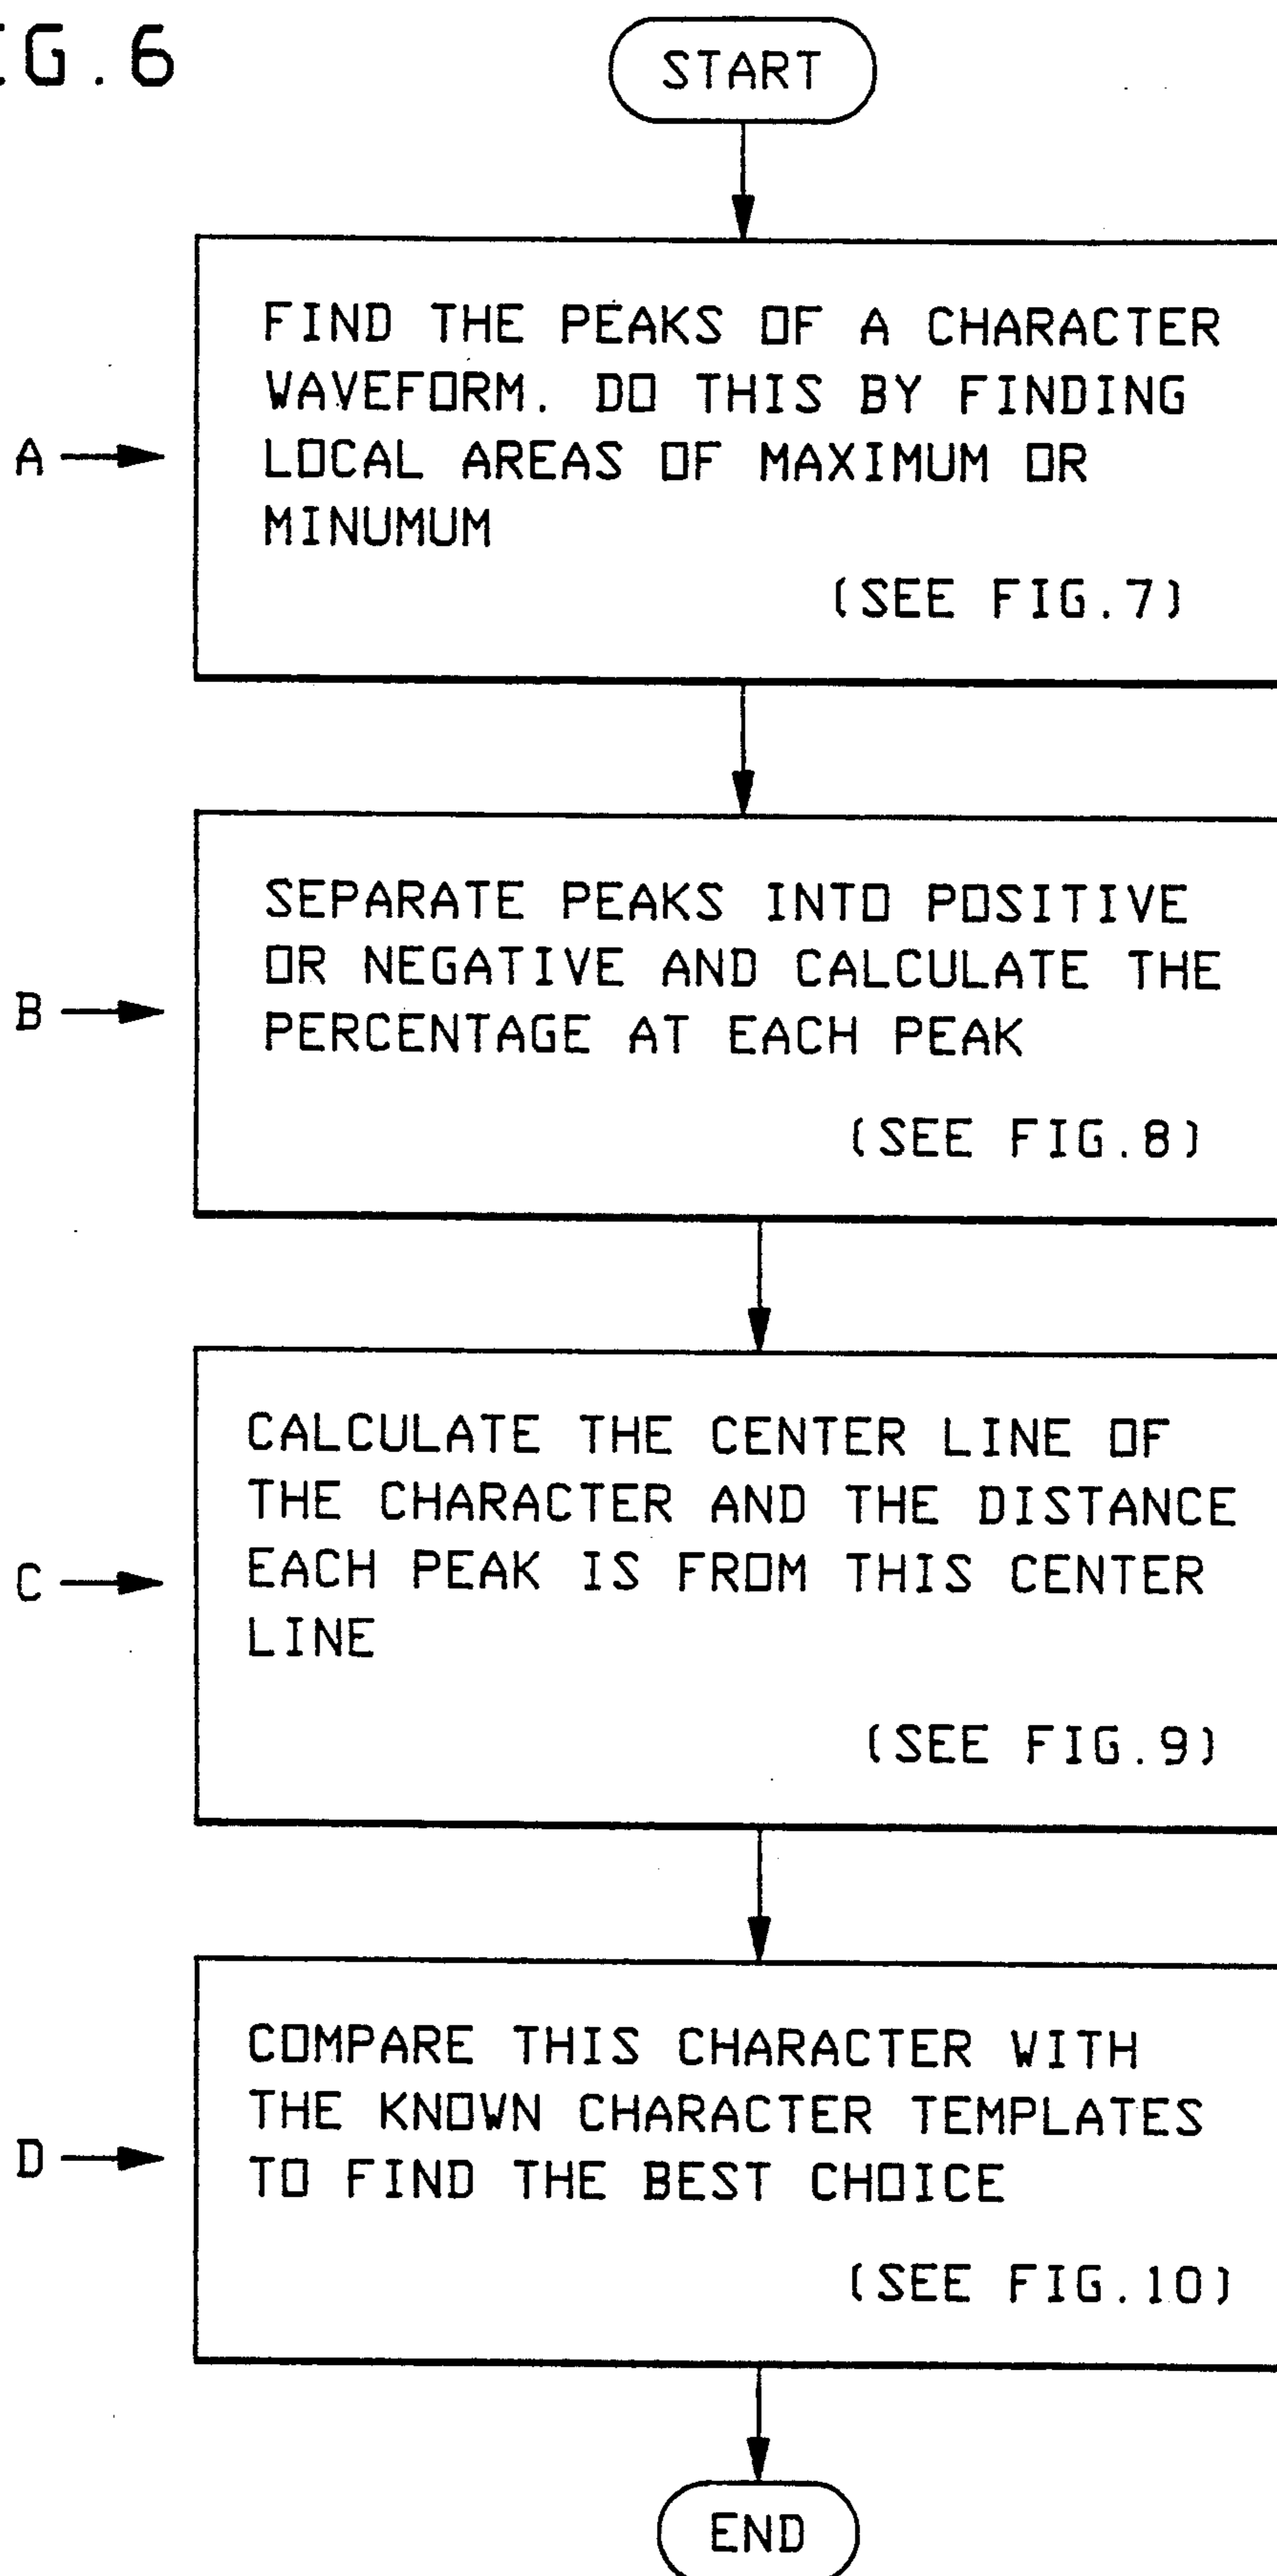 IG.6
START
FIND THE PEAKS OF A CHARACTER
WAVEFORM. DO THIS BY FINDING
LOCAL AREAS OF MAXIMUM OR
MINUMUM
(SEE FIG.7)
A
SEPARATE PEAKS INTO POSITIVE
OR NEGATIVE AND CALCULATE THE
PERCENTAGE AT EACH PEAK
(SEE FIG.8)
B
CALCULATE THE CENTER LINE OF
THE CHARACTER AND THE DISTANCE
EACH PEAK IS FROM THIS CENTER
LINE
(SEE FIG.9)
C
COMPARE THIS CHARACTER WITH
THE KNOWN CHARACTER TEMPLATES
TO FIND THE BEST CHOICE
(SEE FIG.10)
D
END